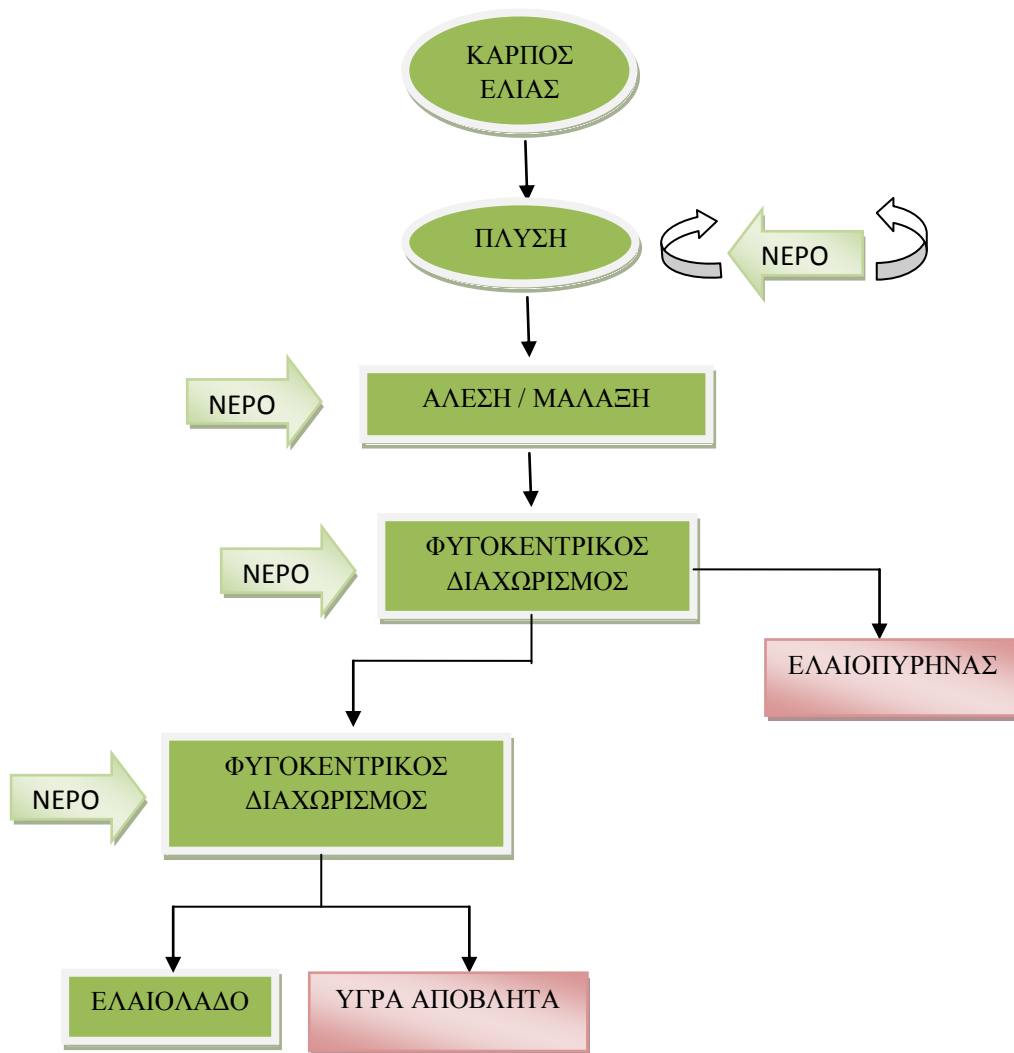 ΚΑΡΠΟΣ
ΕΛΙΑΣ
ΠΛΥΣΗ
ΝΕΡΟ
ΝΕΡΟ
ΑΛΕΣΗ / ΜΑΛΑΞΗ
ΝΕΡΟ
ΦΥΓΟΚΕΝΤΡΙΚΟΣ
ΔΙΑΧΩΡΙΣΜΟΣ
ΕΛΑΙΟΠΥΡΗΝΑΣ
ΝΕΡΟ
ΦΥΓΟΚΕΝΤΡΙΚΟΣ
ΔΙΑΧΩΡΙΣΜΟΣ
ΕΛΑΙΟΛΑΔΟ
ΥΓΡΑ ΑΠΟΒΛΗΤΑ